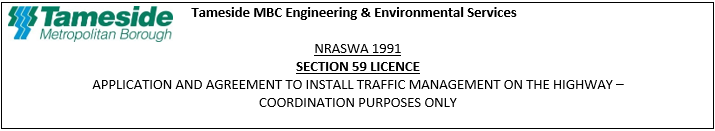 Tameside
Metropolitan Borough
Tameside MBC Engineering & Environmental Services
NRASWA 1991
SECTION 59 LICENCE
APPLICATION AND AGREEMENT TO INSTALL TRAFFIC MANAGEMENT ON THE HIGHWAY –
COORDINATION PURPOSES ONLY